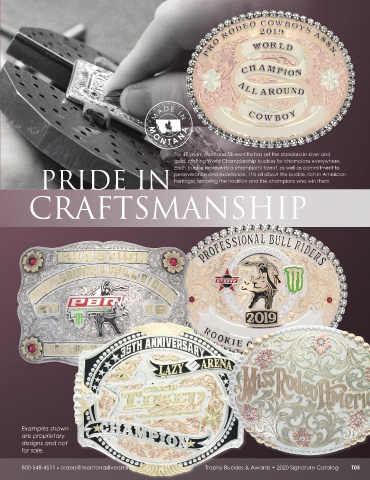 PRO RODEO COWBOYS ASSN.
2019
WORLD
CHAMPION
ALL AROUND
COWBOY
MADE IN
MONTANA
For 45 years, Montana Silversmiths has set the standards in silver and
gold, crafting World Championship buckles for champions everywhere.
Each buckle represents a champion's talent, as well as commitment to
perseverance and excellence. It's all about the buckle, rich in American
heritage, honoring the tradition and the champions who win them.
PRIDE IN
CRAFTSMANSHIP
PROFESSIONAL BULL RIDERS
PBR
2019
ROOKIE
PBR
35TH ANNIVERSARY
LAZY ARENA
CHAMPION
Miss Rodeo America
Examples shown
are proprietary
designs and not
for sale.
800-548-4511 • orders@montanasilversmi
Trophy Buckles & Awards • 2020 Signature Catalog 105